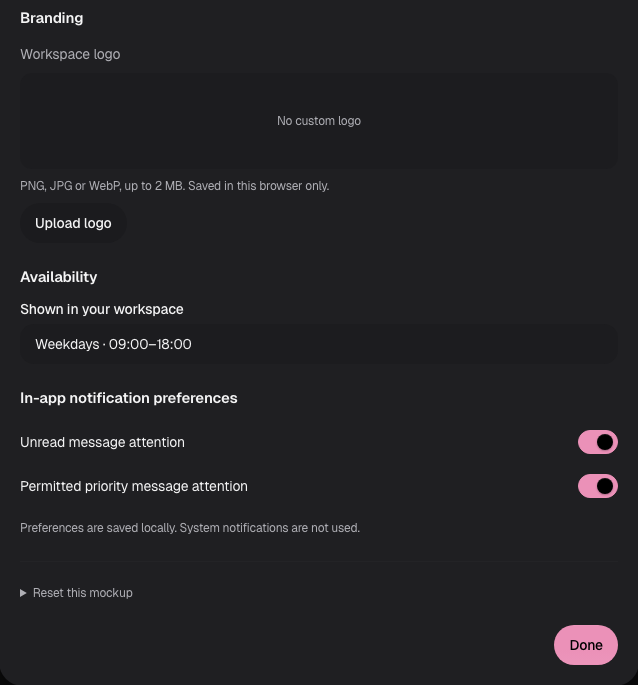 Branding
Workspace logo
No custom logo
PNG, JPG or WebP, up to 2 MB. Saved in this browser only.
Upload logo
Availability
Shown in your workspace
Weekdays · 09:00–18:00
In-app notification preferences
Unread message attention
Permitted priority message attention
Preferences are saved locally. System notifications are not used.
Reset this mockup
Done